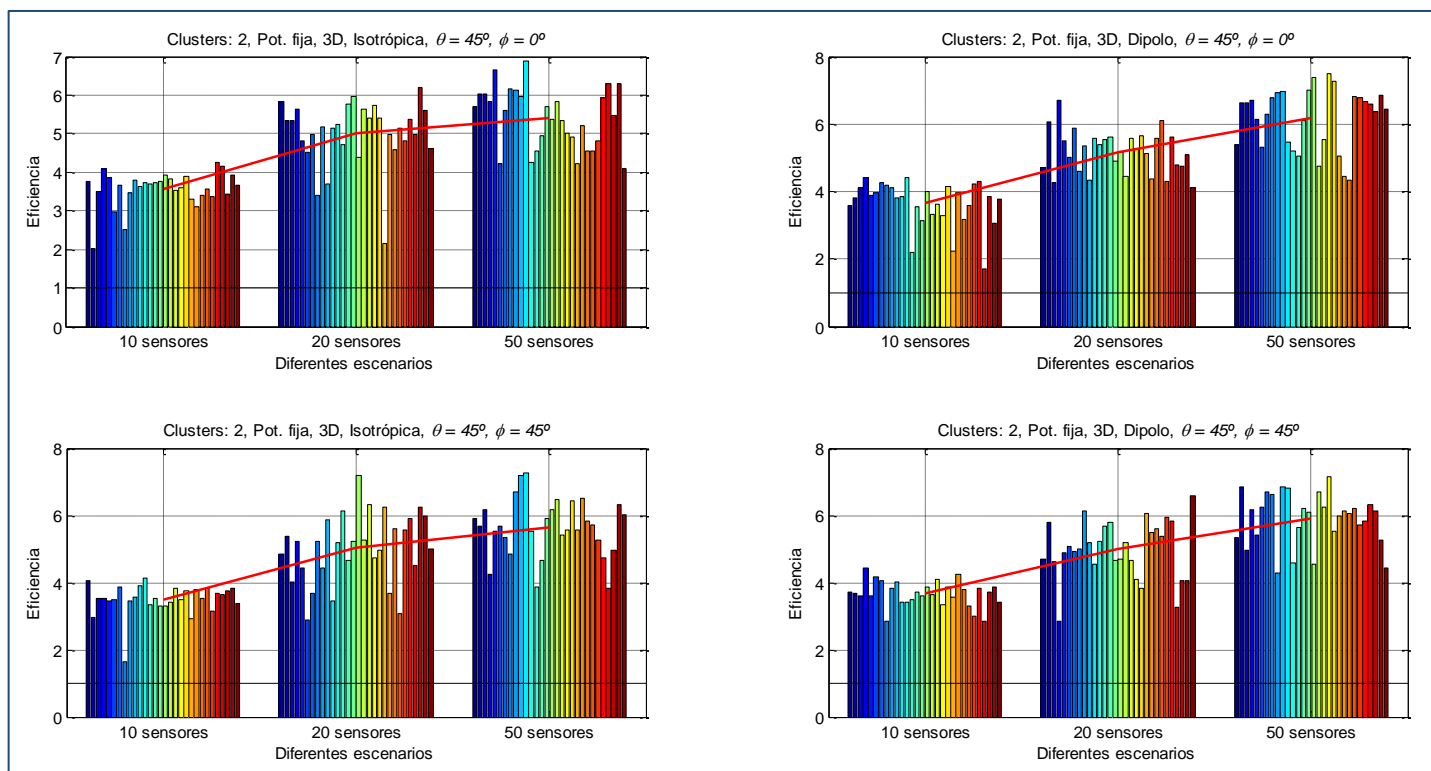 Clusters: 2, Pot. fija, 3D, Isotrópica, θ = 45º, ϕ = 0º
7
6
5
4
3
2
1
0
Eficiencia
10 sensores 20 sensores 50 sensores
Diferentes escenarios
Clusters: 2, Pot. fija, 3D, Dipolo, θ = 45º, ϕ = 0º
8
6
4
2
0
Eficiencia
10 sensores 20 sensores 50 sensores
Diferentes escenarios
Clusters: 2, Pot. fija, 3D, Isotrópica, θ = 45º, ϕ = 45º
8
6
4
2
0
Eficiencia
10 sensores 20 sensores 50 sensores
Diferentes escenarios
Clusters: 2, Pot. fija, 3D, Dipolo, θ = 45º, ϕ = 45º
8
6
4
2
0
Eficiencia
10 sensores 20 sensores 50 sensores
Diferentes escenarios